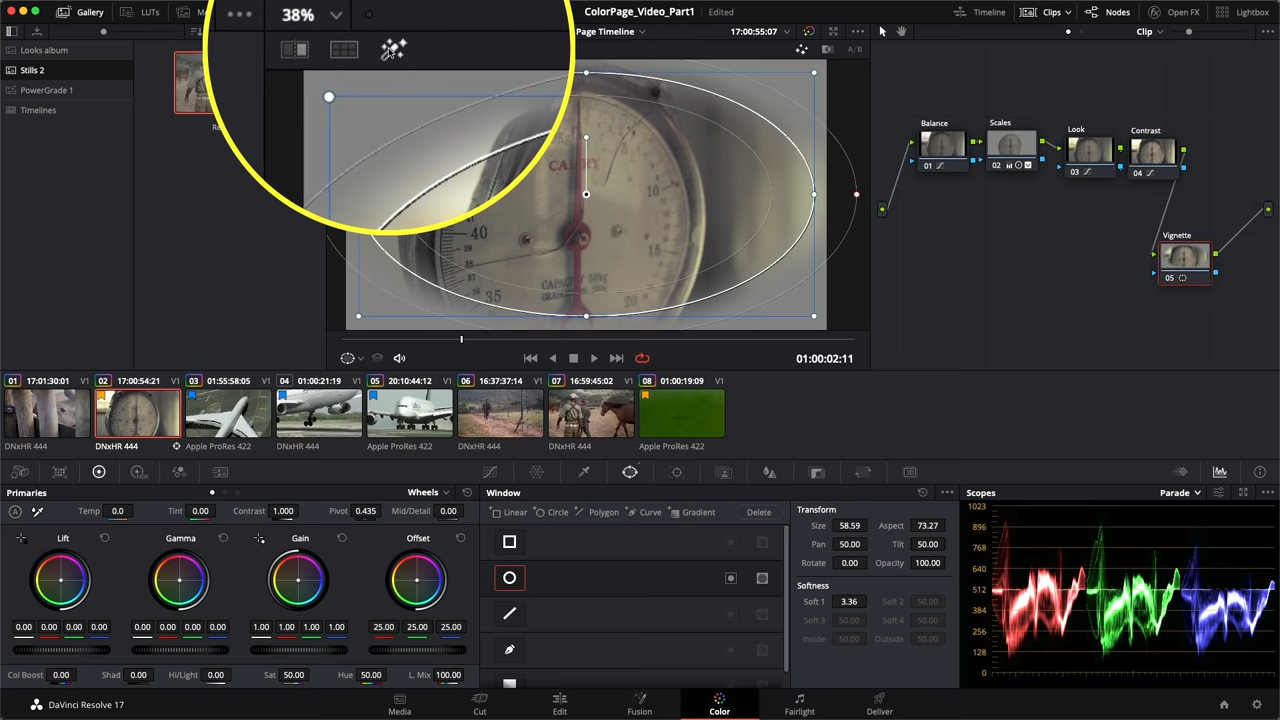 Gallery
LUTs
38%
ColorPage_Video_Part1
Edited
Timeline
Clips
Nodes
Open FX
Lightbox
Page Timeline
17:00:55:07
Clip
A/B
Looks album
Stills 2
PowerGrade 1
Timelines
Balance
01
Scales
02
Look
03
Contrast
04
Vignette
05
CARRY
10
15
20
40
39
38
37
36
35
CAPACITY 50kg
01:00:02:11
01 17:01:30:01 V1
02 17:00:54:21 V1
03 01:55:58:05 V1
04 01:00:21:19 V1
05 20:10:44:12 V1
06 16:37:37:14 V1
07 16:59:45:02 V1
08 01:00:19:09 V1
DNxHR 444
DNxHR 444
Apple ProRes 422
DNxHR 444
Apple ProRes 422
DNxHR 444
DNxHR 444
Apple ProRes 422
Primaries
Wheels
Temp 0.0 Tint 0.00 Contrast 1.000 Pivot 0.435 Mid/Detail 0.00
Lift
Gamma
Gain
Offset
0.00 0.00 0.00 0.00
0.00 0.00 0.00 0.00
1.00 1.00 1.00 1.00
25.00 25.00 25.00
Col Boost 0.00 Shad 0.00 Hi/Light 0.00 Sat 50.00 Hue 50.00 L. Mix 100.00
Window
Linear Circle Polygon Curve Gradient Delete
Transform
Size 58.59 Aspect 73.27
Pan 50.00 Tilt 50.00
Rotate 0.00 Opacity 100.00
Softness
Soft 1 3.36 Soft 2 50.00
Soft 3 50.00 Soft 4 50.00
Inside 50.00 Outside 50.00
Scopes
Parade
1023
896
768
640
512
384
256
128
0
DaVinci Resolve 17
Media
Cut
Edit
Fusion
Color
Fairlight
Deliver